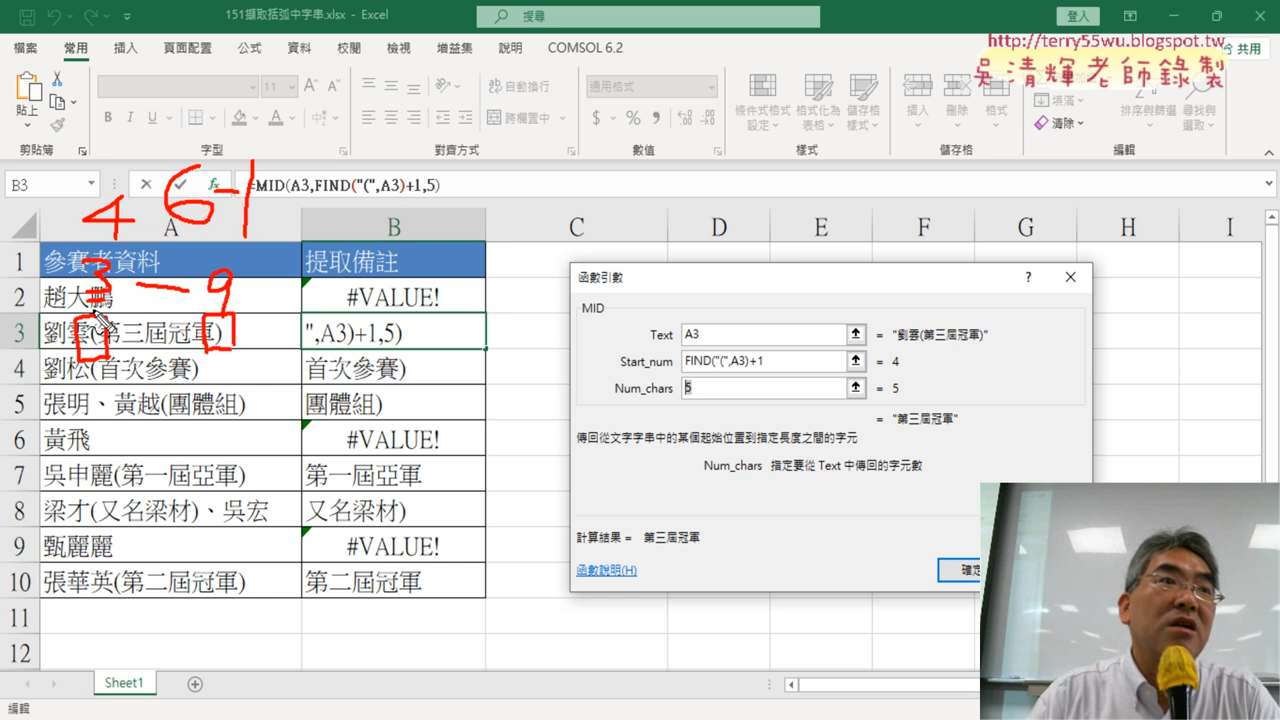 151擷取括弧中字串.xlsx - Excel
搜尋
登入
檔案 常用 插入 頁面配置 公式 資料 校閱 檢視 增益集 說明 COMSOL 6.2
共用
http://terry55wu.blogspot.tw
吳清輝老師錄製
貼上
11
B I U
自動換行
跨欄置中
通用格式
$ % ,
條件式格式設定 格式化為表格 儲存格樣式
插入 刪除 格式
填滿
清除
排序與篩選 尋找與選取
剪貼簿 字型 對齊方式 數值 樣式 儲存格 編輯
B3
=MID(A3,FIND("(",A3)+1,5)
6-1
4
3 — 9
A B C D E F G H I
1 參賽者資料 提取備註
2 趙大鵬 #VALUE!
3 劉雲(第三屆冠軍) ",A3)+1,5)
4 劉松(首次參賽) 首次參賽)
5 張明、黃越(團體組) 團體組)
6 黃飛 #VALUE!
7 吳申麗(第一屆亞軍) 第一屆亞軍
8 梁才(又名梁材)、吳宏 又名梁材)
9 甄麗麗 #VALUE!
10 張華英(第二屆冠軍) 第二屆冠軍
11
12
函數引數
MID
Text A3 = "劉雲(第三屆冠軍)"
Start_num FIND("(",A3)+1 = 4
Num_chars 5 = 5
= "第三屆冠軍"
傳回從文字字串中的某個起始位置到指定長度之間的字元
Num_chars 指定要從 Text 中傳回的字元數
計算結果 = 第三屆冠軍
函數說明(H)
確定
Sheet1
編輯